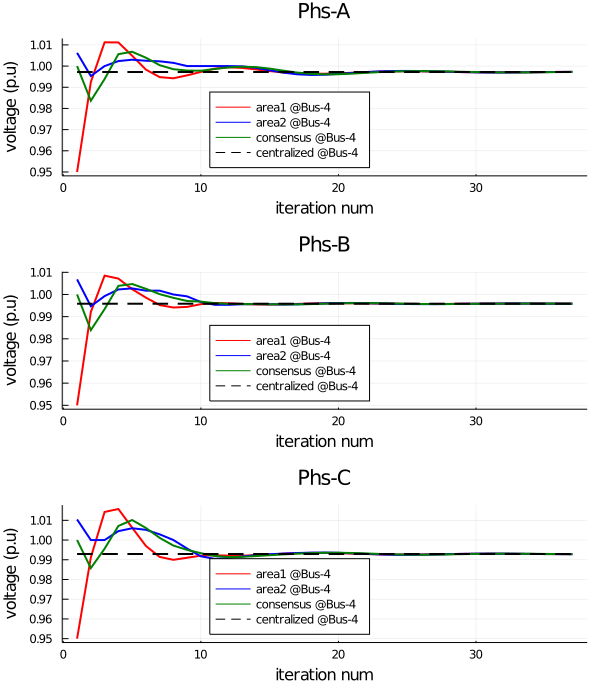 Phs-A
voltage (p.u)
1.01
1.00
0.99
0.98
0.97
0.96
0.95
area1 @Bus-4
area2 @Bus-4
consensus @Bus-4
centralized @Bus-4
0 10 20 30
iteration num
Phs-B
voltage (p.u)
1.01
1.00
0.99
0.98
0.97
0.96
0.95
area1 @Bus-4
area2 @Bus-4
consensus @Bus-4
centralized @Bus-4
0 10 20 30
iteration num
Phs-C
voltage (p.u)
1.01
1.00
0.99
0.98
0.97
0.96
0.95
area1 @Bus-4
area2 @Bus-4
consensus @Bus-4
centralized @Bus-4
0 10 20 30
iteration num